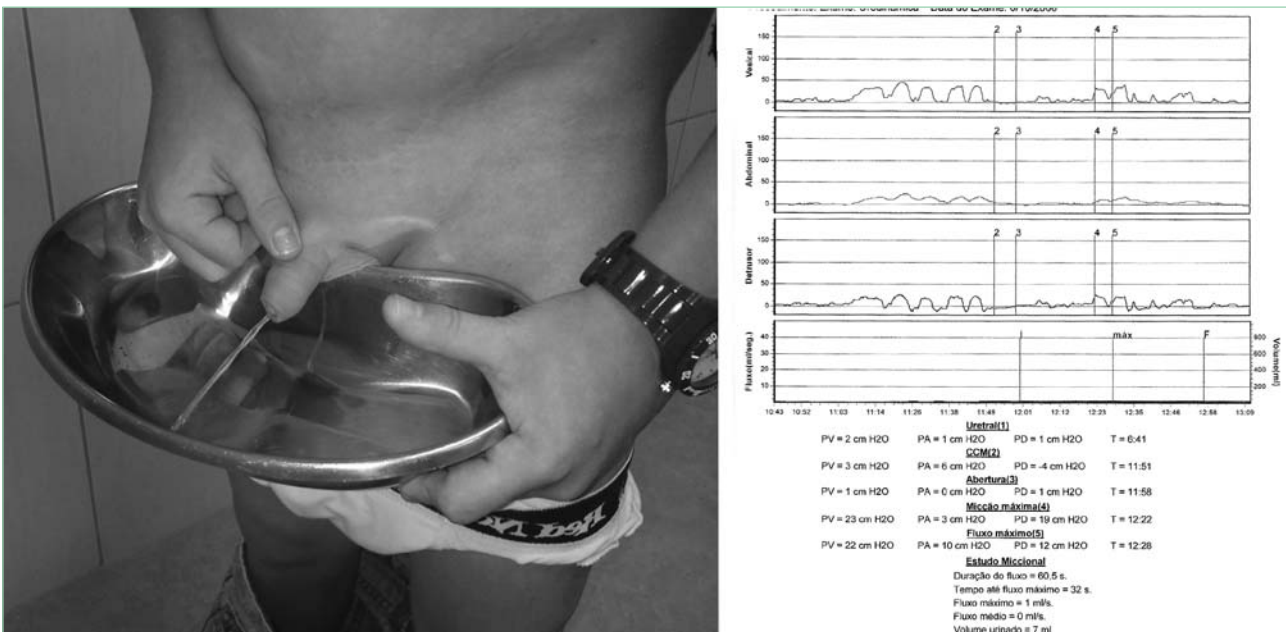 Exame: Urodinâmica Data do Exame:
Vesical
150
100
50
0
2 3 4 5
Abdominal
150
100
50
0
2 3 4 5
Detrusor
150
100
50
0
2 3 4 5
Fluxo(ml/seg.)
40
30
20
10
I máx F
800
600
400
200
Volume(ml)
10:43 10:52 11:03 11:14 11:26 11:38 11:49 12:01 12:12 12:23 12:35 12:46 12:58 13:09
Uretral(1)
PV = 2 cm H2O PA = 1 cm H2O PD = 1 cm H2O T = 6:41
CCM(2)
PV = 3 cm H2O PA = 6 cm H2O PD = -4 cm H2O T = 11:51
Abertura(3)
PV = 1 cm H2O PA = 0 cm H2O PD = 1 cm H2O T = 11:58
Micção máxima(4)
PV = 23 cm H2O PA = 3 cm H2O PD = 19 cm H2O T = 12:22
Fluxo máximo(5)
PV = 22 cm H2O PA = 10 cm H2O PD = 12 cm H2O T = 12:28
Estudo Miccional
Duração do fluxo = 60,5 s.
Tempo até fluxo máximo = 32 s.
Fluxo máximo = 1 ml/s.
Fluxo médio = 0 ml/s.
Volume urinado = 7 ml